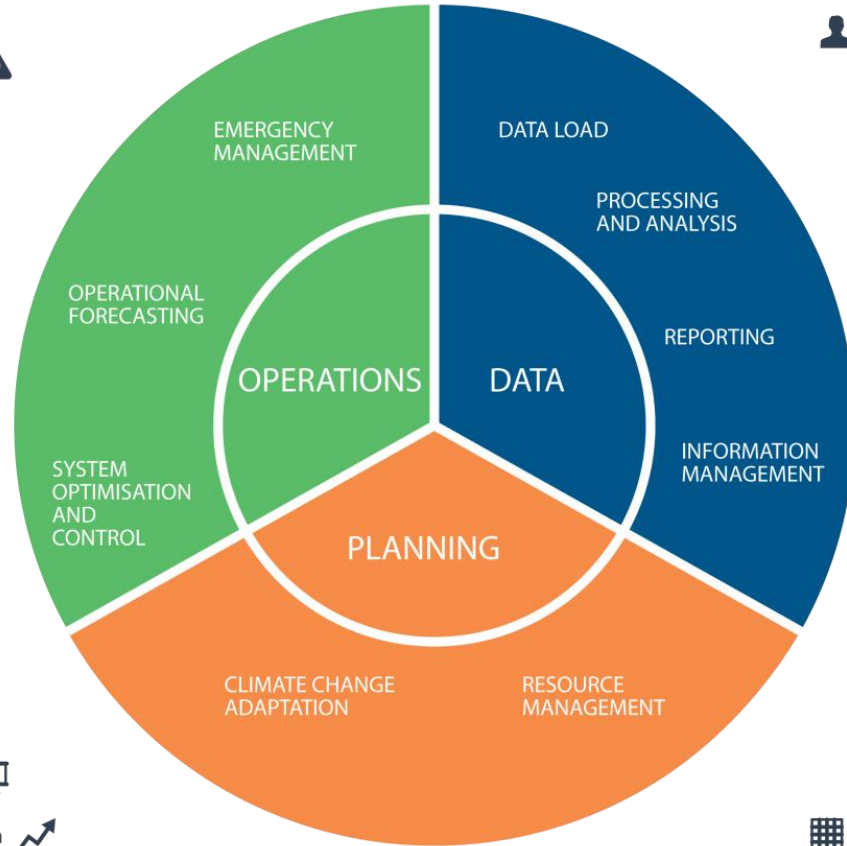 EMERGENCY
MANAGEMENT
OPERATIONAL
FORECASTING
SYSTEM
OPTIMISATION
AND
CONTROL
OPERATIONS
DATA LOAD
PROCESSING
AND ANALYSIS
REPORTING
INFORMATION
MANAGEMENT
DATA
PLANNING
CLIMATE CHANGE
ADAPTATION
RESOURCE
MANAGEMENT